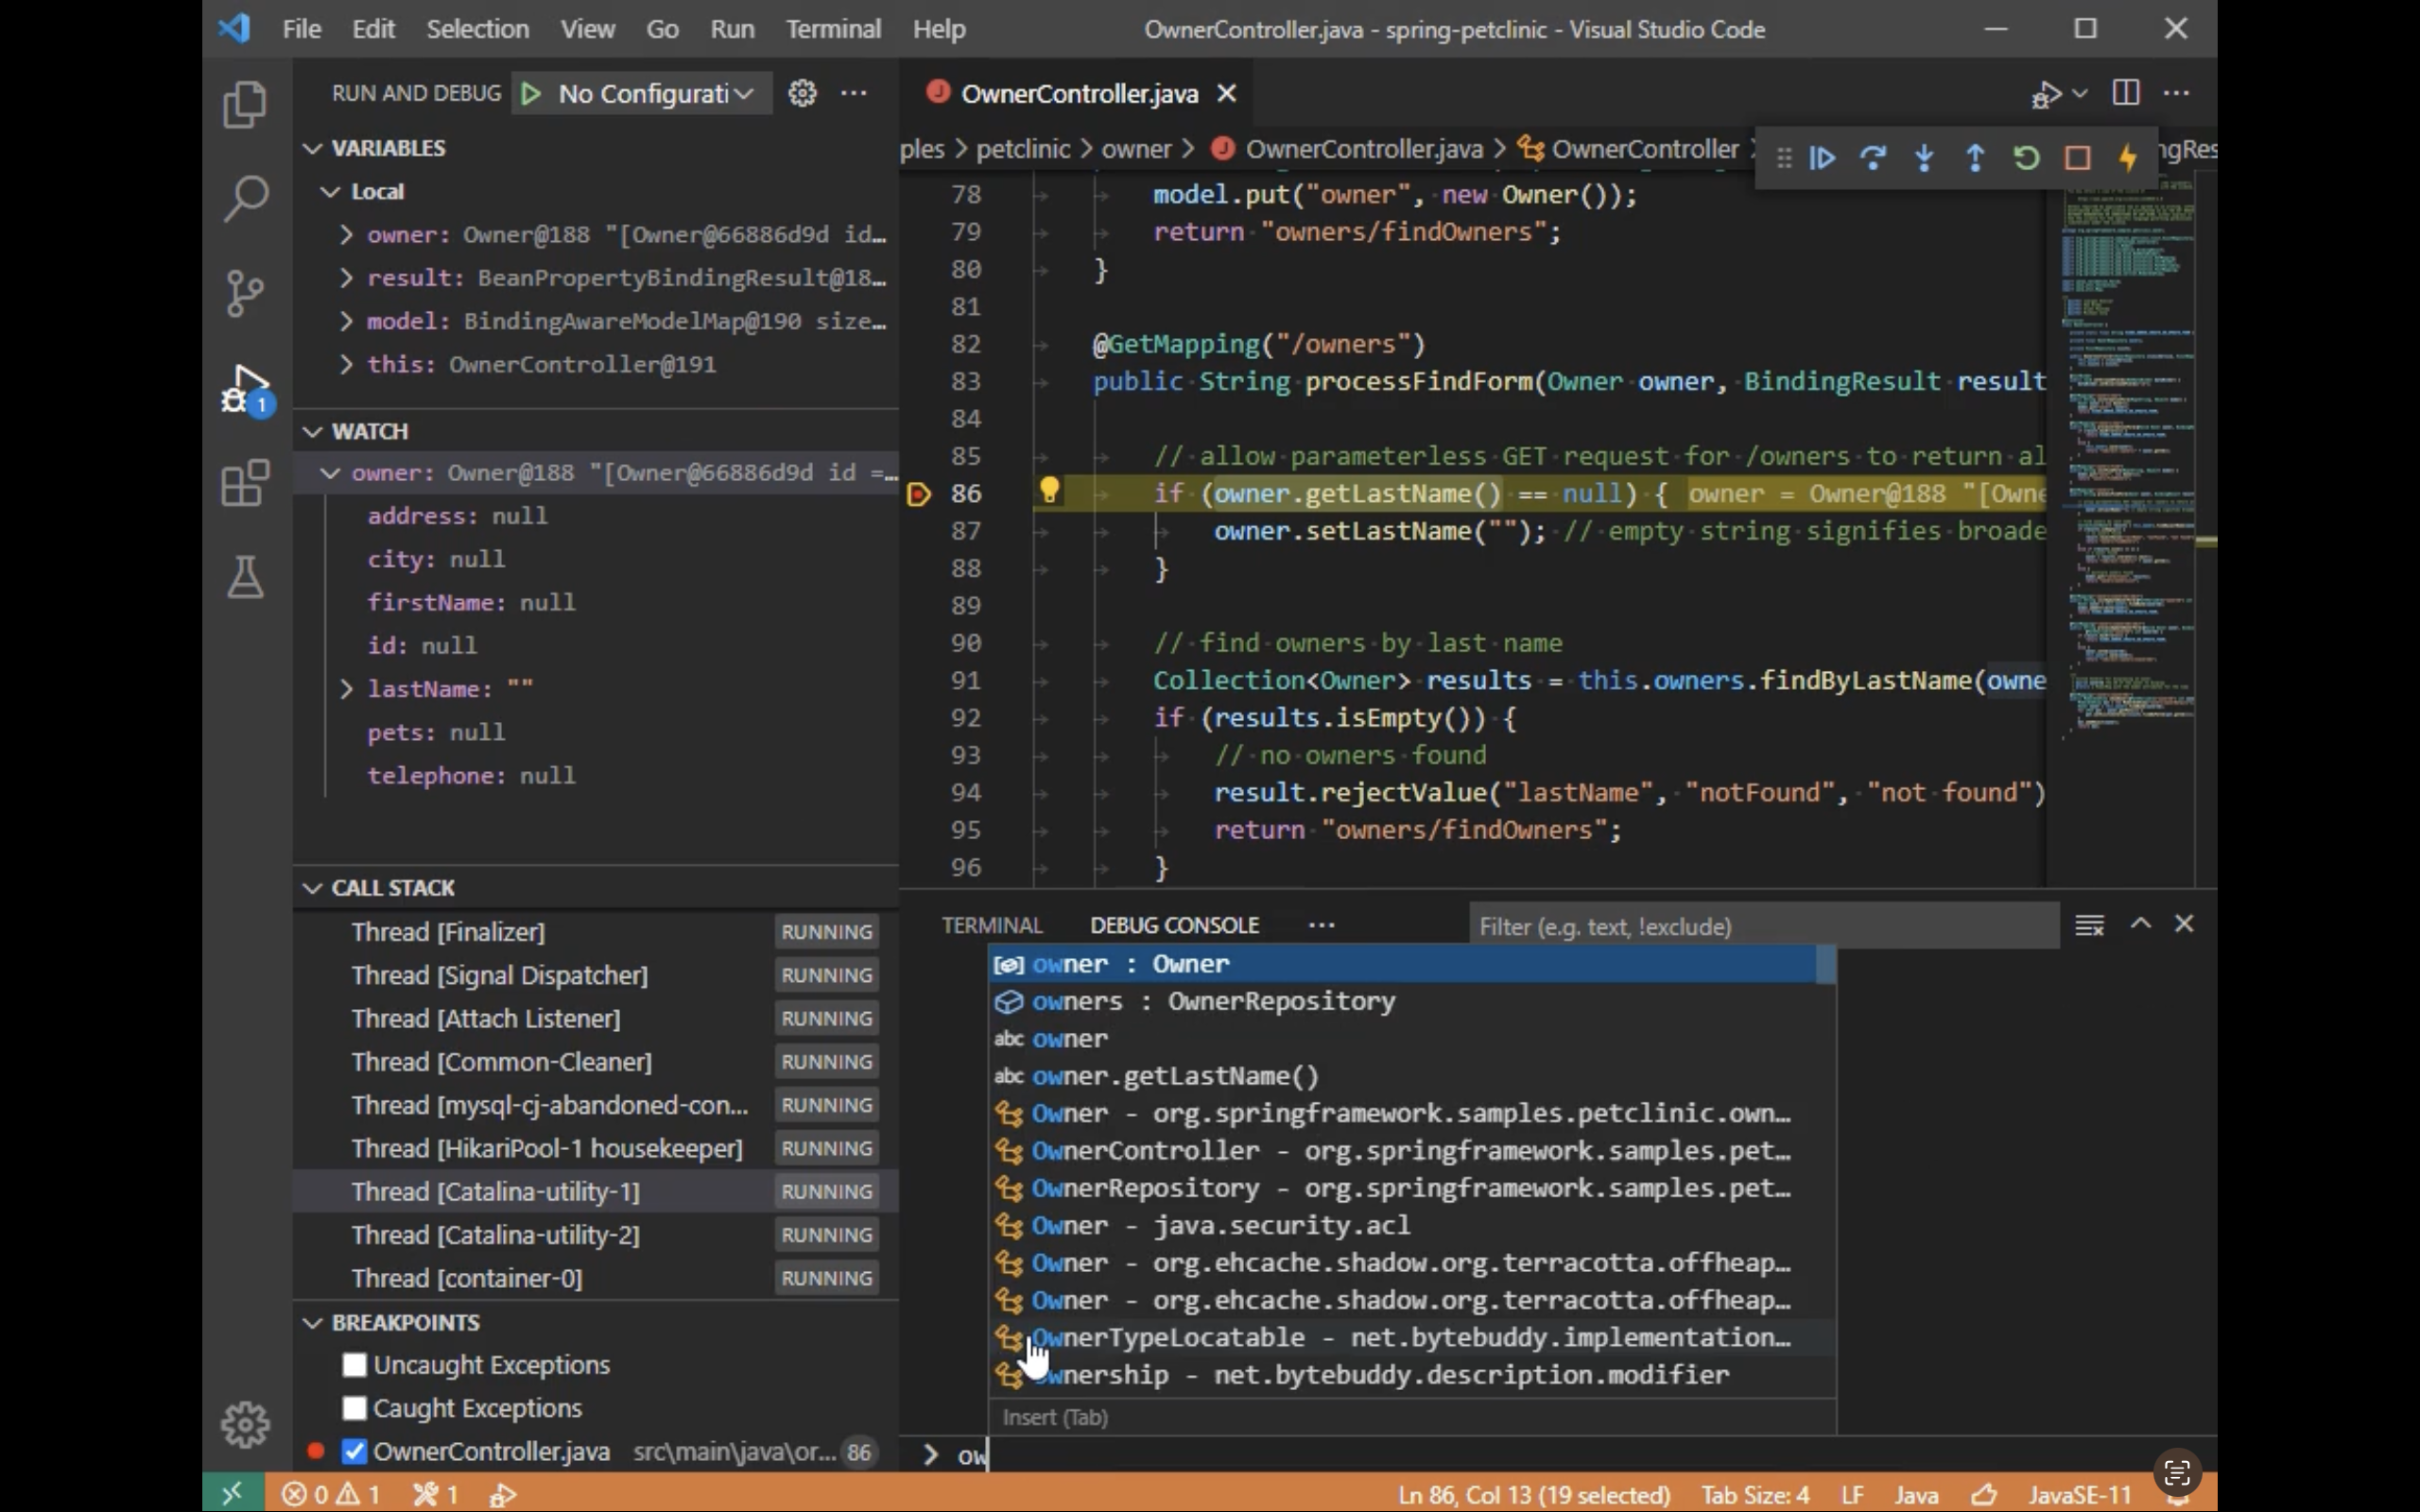 File Edit Selection View Go Run Terminal Help OwnerController.java - spring-petclinic - Visual Studio Code
RUN AND DEBUG No Configurati
VARIABLES
Local
owner: Owner@188 "[Owner@66886d9d id…
result: BeanPropertyBindingResult@18…
model: BindingAwareModelMap@190 size…
this: OwnerController@191
WATCH
owner: Owner@188 "[Owner@66886d9d id =…
address: null
city: null
firstName: null
id: null
lastName: ""
pets: null
telephone: null
CALL STACK
Thread [Finalizer] RUNNING
Thread [Signal Dispatcher] RUNNING
Thread [Attach Listener] RUNNING
Thread [Common-Cleaner] RUNNING
Thread [mysql-cj-abandoned-con... RUNNING
Thread [HikariPool-1 housekeeper] RUNNING
Thread [Catalina-utility-1] RUNNING
Thread [Catalina-utility-2] RUNNING
Thread [container-0] RUNNING
BREAKPOINTS
Uncaught Exceptions
Caught Exceptions
OwnerController.java src\main\java\or... 86
1
OwnerController.java
ples > petclinic > owner > OwnerController.java > OwnerController > ngRes
78 model.put("owner", new Owner());
79 return "owners/findOwners";
80 }
81
82 @GetMapping("/owners")
83 public String processFindForm(Owner owner, BindingResult result
84
85 // allow parameterless GET request for /owners to return al
86 if (owner.getLastName() == null) { owner = Owner@188 "[Owne
87 owner.setLastName(""); // empty string signifies broade
88 }
89
90 // find owners by last name
91 Collection<Owner> results = this.owners.findByLastName(owne
92 if (results.isEmpty()) {
93 // no owners found
94 result.rejectValue("lastName", "notFound", "not found")
95 return "owners/findOwners";
96 }
TERMINAL DEBUG CONSOLE ··· Filter (e.g. text, !exclude)
owner : Owner
owners : OwnerRepository
abc owner
abc owner.getLastName()
Owner - org.springframework.samples.petclinic.own…
OwnerController - org.springframework.samples.pet…
OwnerRepository - org.springframework.samples.pet…
Owner - java.security.acl
Owner - org.ehcache.shadow.org.terracotta.offheap…
Owner - org.ehcache.shadow.org.terracotta.offheap…
OwnerTypeLocatable - net.bytebuddy.implementation…
Ownership - net.bytebuddy.description.modifier
Insert (Tab)
> ow
0 1 1 Ln 86, Col 13 (19 selected) Tab Size: 4 LF Java JavaSE-11